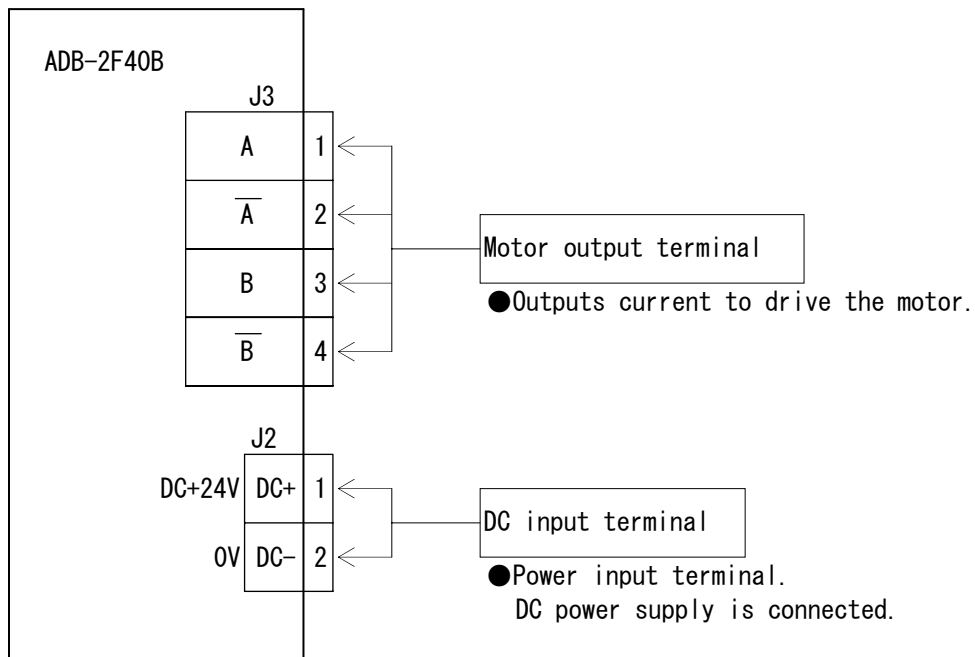 ADB-2F40B
J3
A 1
A̅ 2
B 3
B̅ 4
Motor output terminal
●Outputs current to drive the motor.
J2
DC+24V DC+ 1
0V DC- 2
DC input terminal
●Power input terminal.
DC power supply is connected.